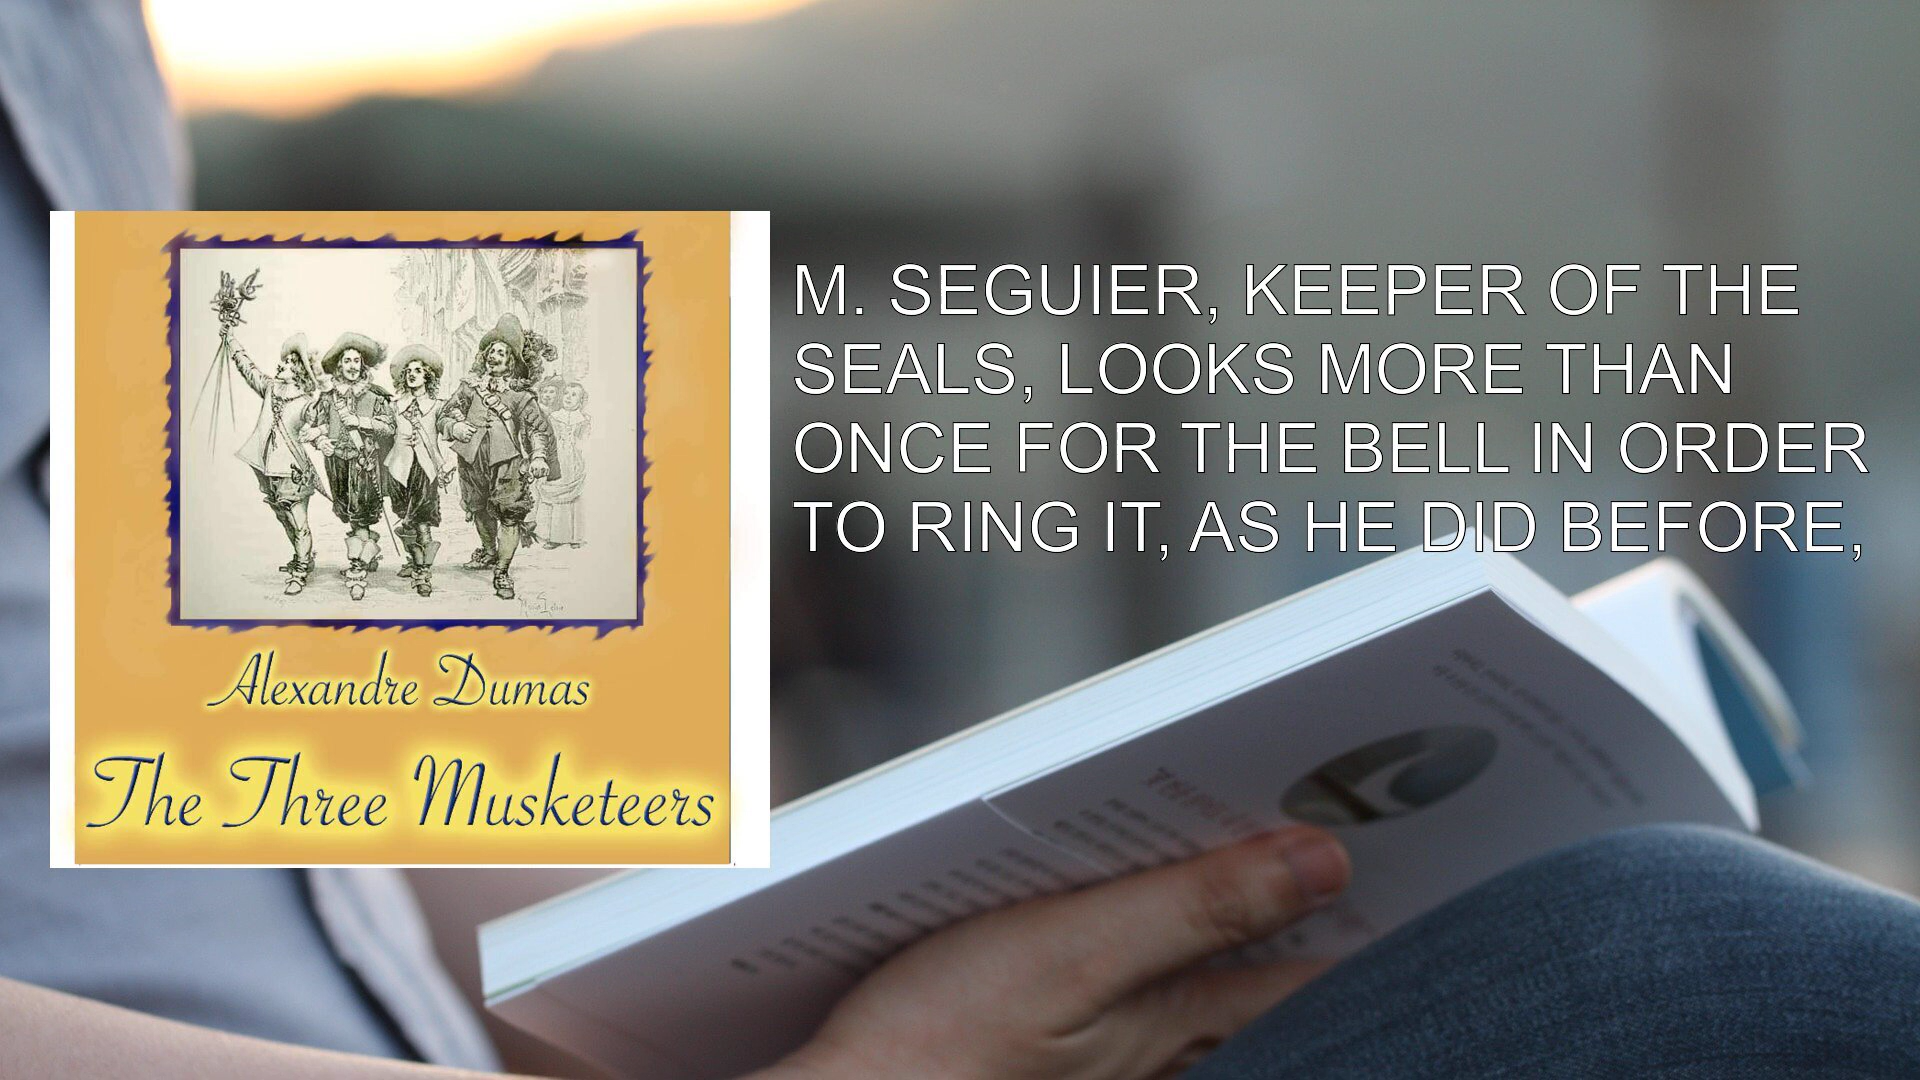 Alexandre Dumas
The Three Musketeers
M. SEGUIER, KEEPER OF THE
SEALS, LOOKS MORE THAN
ONCE FOR THE BELL IN ORDER
TO RING IT, AS HE DID BEFORE,